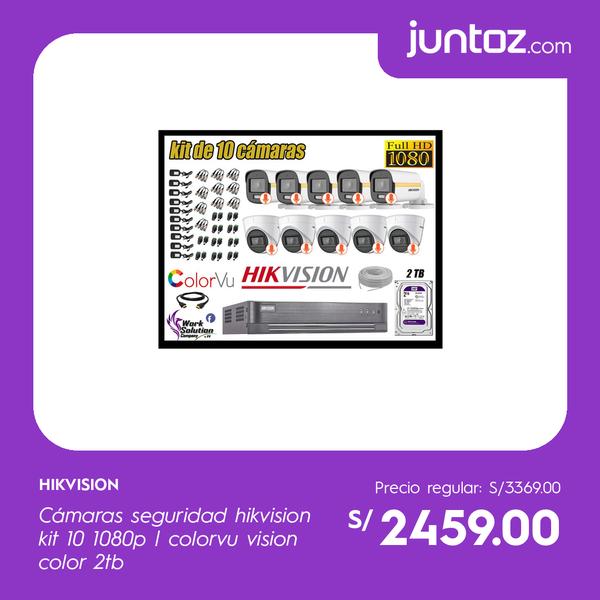 juntoz.com
kit de 10 cámaras
Full HD
1080
ColorVu
HIKVISION
2 TB
Work
Solution
Company
HIKVISION
Precio regular: S/3369.00
Cámaras seguridad hikvision
kit 10 1080p | colorvu vision
color 2tb
S/ 2459.00